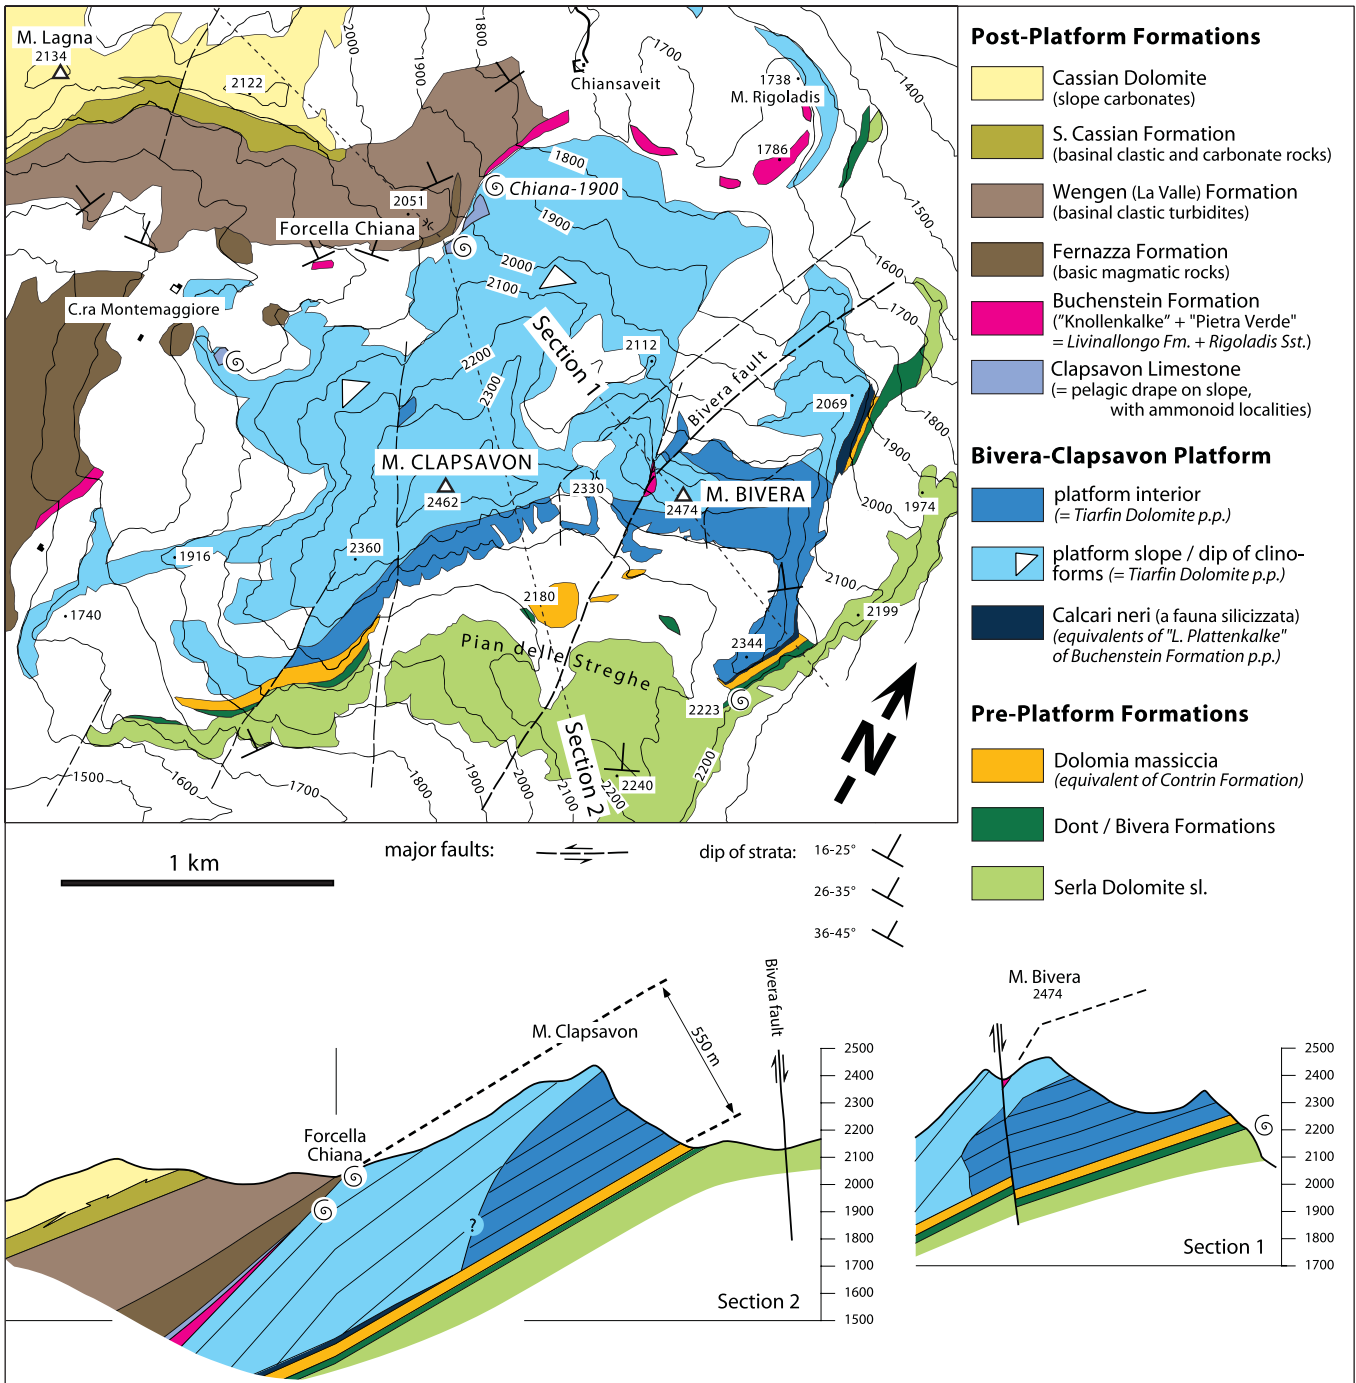 M. Lagna
2134
2122
2000
1900
1800
Chiansaveit
1700
1738
M. Rigoladis
1786
1400
1500
1600
1700
1800
1900
2000
1800
Chiana-1900
1900
2051
Forcella Chiana
2000
2100
C.ra Montemaggiore
Section 1
2112
Bivera fault
2200
2300
2069
M. CLAPSAVON
2462
2330
M. BIVERA
2474
1974
1916
2360
2100
2180
2199
1740
Pian delle Streghe
2344
2223
2200
Section 2
2240
1500
1600
1700
1800
1900
2000
2100
2200
N
Post-Platform Formations
Cassian Dolomite
(slope carbonates)
S. Cassian Formation
(basinal clastic and carbonate rocks)
Wengen (La Valle) Formation
(basinal clastic turbidites)
Fernazza Formation
(basic magmatic rocks)
Buchenstein Formation
("Knollenkalke" + "Pietra Verde"
= Livinallongo Fm. + Rigoladis Sst.)
Clapsavon Limestone
(= pelagic drape on slope,
with ammonoid localities)
Bivera-Clapsavon Platform
platform interior
(= Tiarfin Dolomite p.p.)
platform slope / dip of clino-
forms (= Tiarfin Dolomite p.p.)
Calcari neri (a fauna silicizzata)
(equivalents of "L. Plattenkalke"
of Buchenstein Formation p.p.)
Pre-Platform Formations
Dolomia massiccia
(equivalent of Contrin Formation)
Dont / Bivera Formations
Serla Dolomite sl.
1 km
major faults:
dip of strata:
16-25°
26-35°
36-45°
M. Clapsavon
550 m
Bivera fault
Forcella
Chiana
?
2500
2400
2300
2200
2100
2000
1900
1800
1700
1600
1500
Section 2
M. Bivera
2474
2500
2400
2300
2200
2100
2000
1900
1800
1700
Section 1